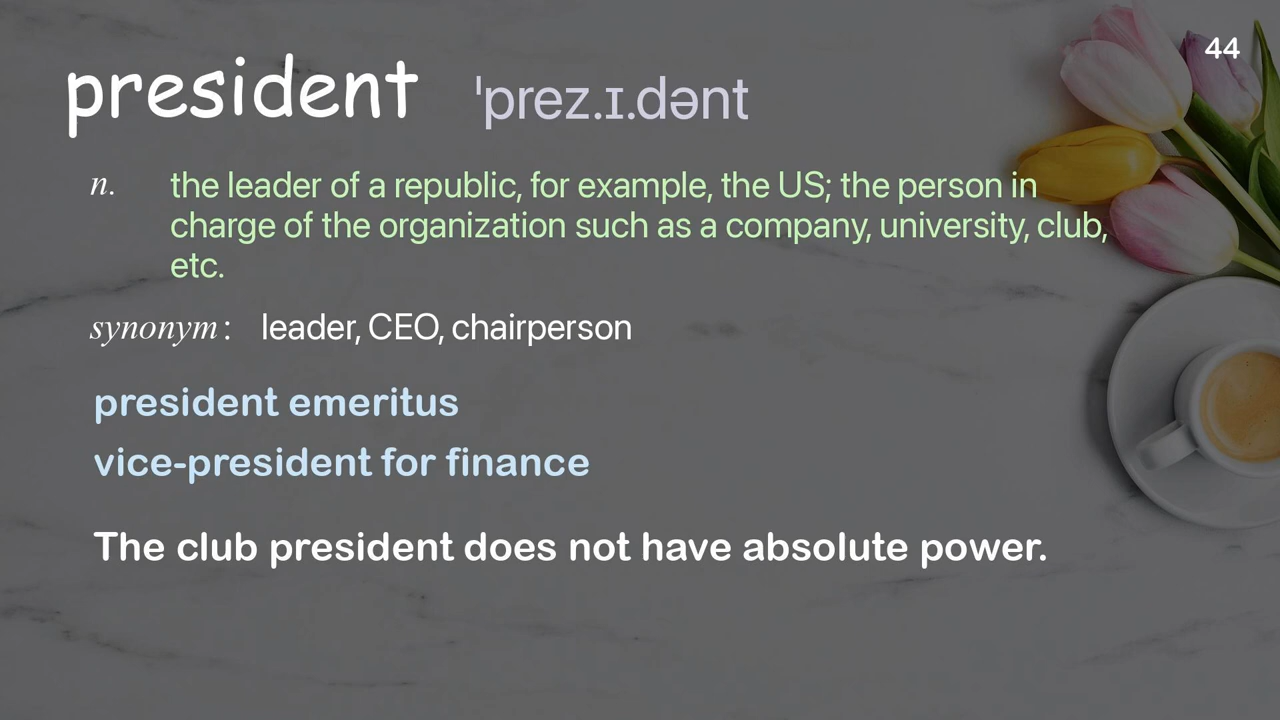 44
president ˈprez.ɪ.dənt
n. the leader of a republic, for example, the US; the person in
charge of the organization such as a company, university, club,
etc.
synonym: leader, CEO, chairperson
president emeritus
vice-president for finance
The club president does not have absolute power.